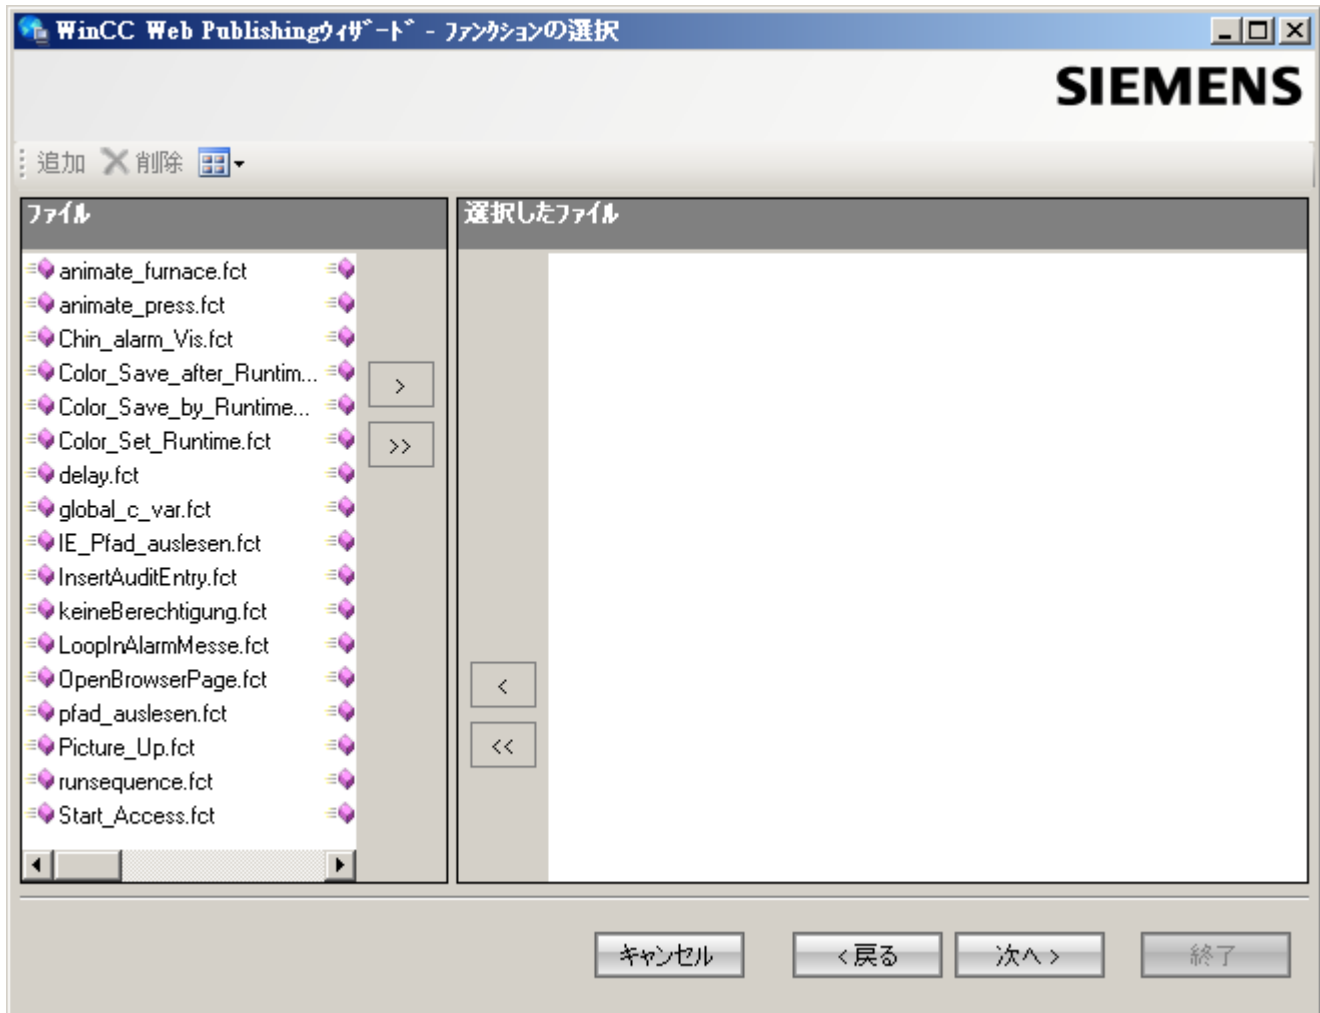 WinCC Web Publishingウィザード - ファンクションの選択
SIEMENS
追加 削除
ファイル
選択したファイル
animate_furnace.fct
animate_press.fct
Chin_alarm_Vis.fct
Color_Save_after_Runtim...
Color_Save_by_Runtime...
Color_Set_Runtime.fct
delay.fct
global_c_var.fct
IE_Pfad_auslesen.fct
InsertAuditEntry.fct
keineBerechtigung.fct
LoopInAlarmMesse.fct
OpenBrowserPage.fct
pfad_auslesen.fct
Picture_Up.fct
runsequence.fct
Start_Access.fct
>
>>
<
<<
キャンセル
<戻る
次へ>
終了